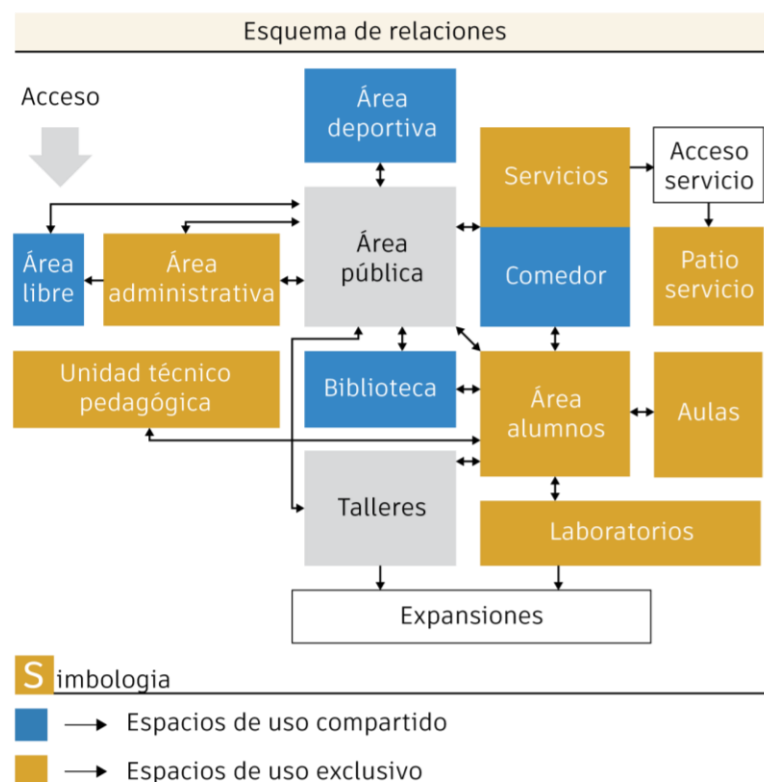 Esquema de relaciones
Acceso
Área
deportiva
Servicios
Acceso
servicio
Área
pública
Área
libre
Área
administrativa
Comedor
Patio
servicio
Unidad técnico
pedagógica
Biblioteca
Área
alumnos
Aulas
Talleres
Laboratorios
Expansiones
Simbologia
Espacios de uso compartido
Espacios de uso exclusivo